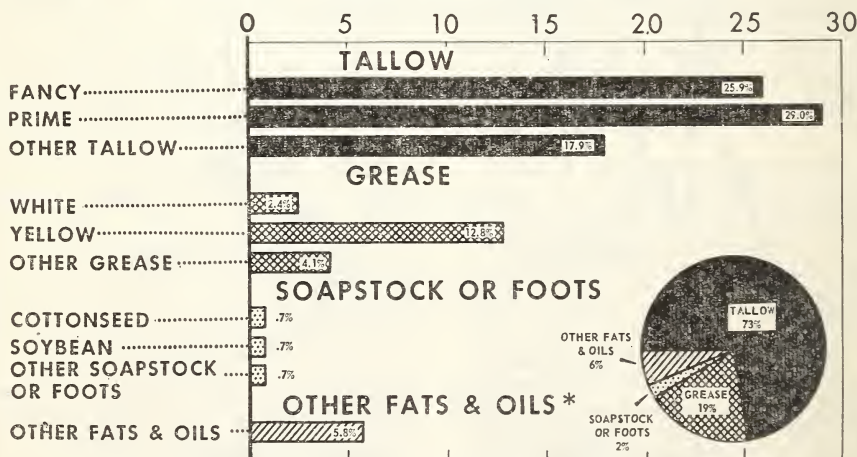 0 5 10 15 20 25 30
TALLOW
FANCY 25.9%
PRIME 29.0%
OTHER TALLOW 17.9%
GREASE
WHITE 2.4%
YELLOW 12.8%
OTHER GREASE 4.1%
SOAPSTOCK OR FOOTS
COTTONSEED .7%
SOYBEAN .7%
OTHER SOAPSTOCK
OR FOOTS .7%
OTHER FATS & OILS*
OTHER FATS & OILS 5.8%
TALLOW
73%
OTHER FATS
& OILS
6%
GREASE
19%
SOAPSTOCK
OR FOOTS
2%